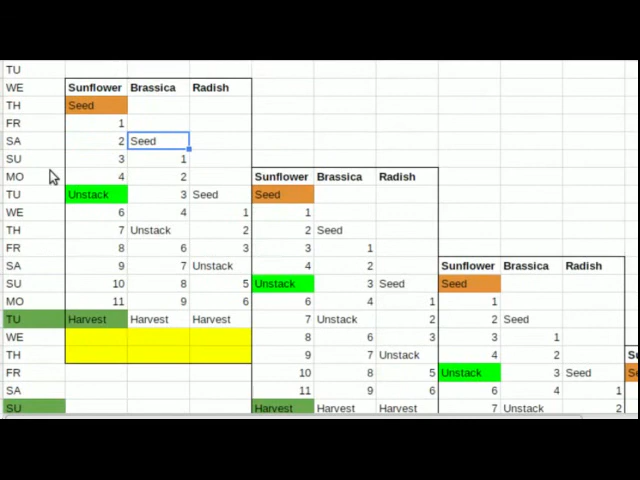 TU
WE Sunflower Brassica Radish
TH Seed
FR 1
SA 2 Seed
SU 3 1
MO 4 2 Sunflower Brassica Radish
TU Unstack 3 Seed Seed
WE 6 4 1 1
TH 7 Unstack 2 2 Seed
FR 8 6 3 3 1
SA 9 7 Unstack 4 2 Sunflower Brassica Radish
SU 10 8 5 Unstack 3 Seed Seed
MO 11 9 6 6 4 1 1
TU Harvest Harvest Harvest 7 Unstack 2 2 Seed
WE 8 6 3 3 1
TH 9 7 Unstack 4 2
FR 10 8 5 Unstack 3 Seed
SA 11 9 6 6 4 1
SU Harvest Harvest Harvest 7 Unstack 2